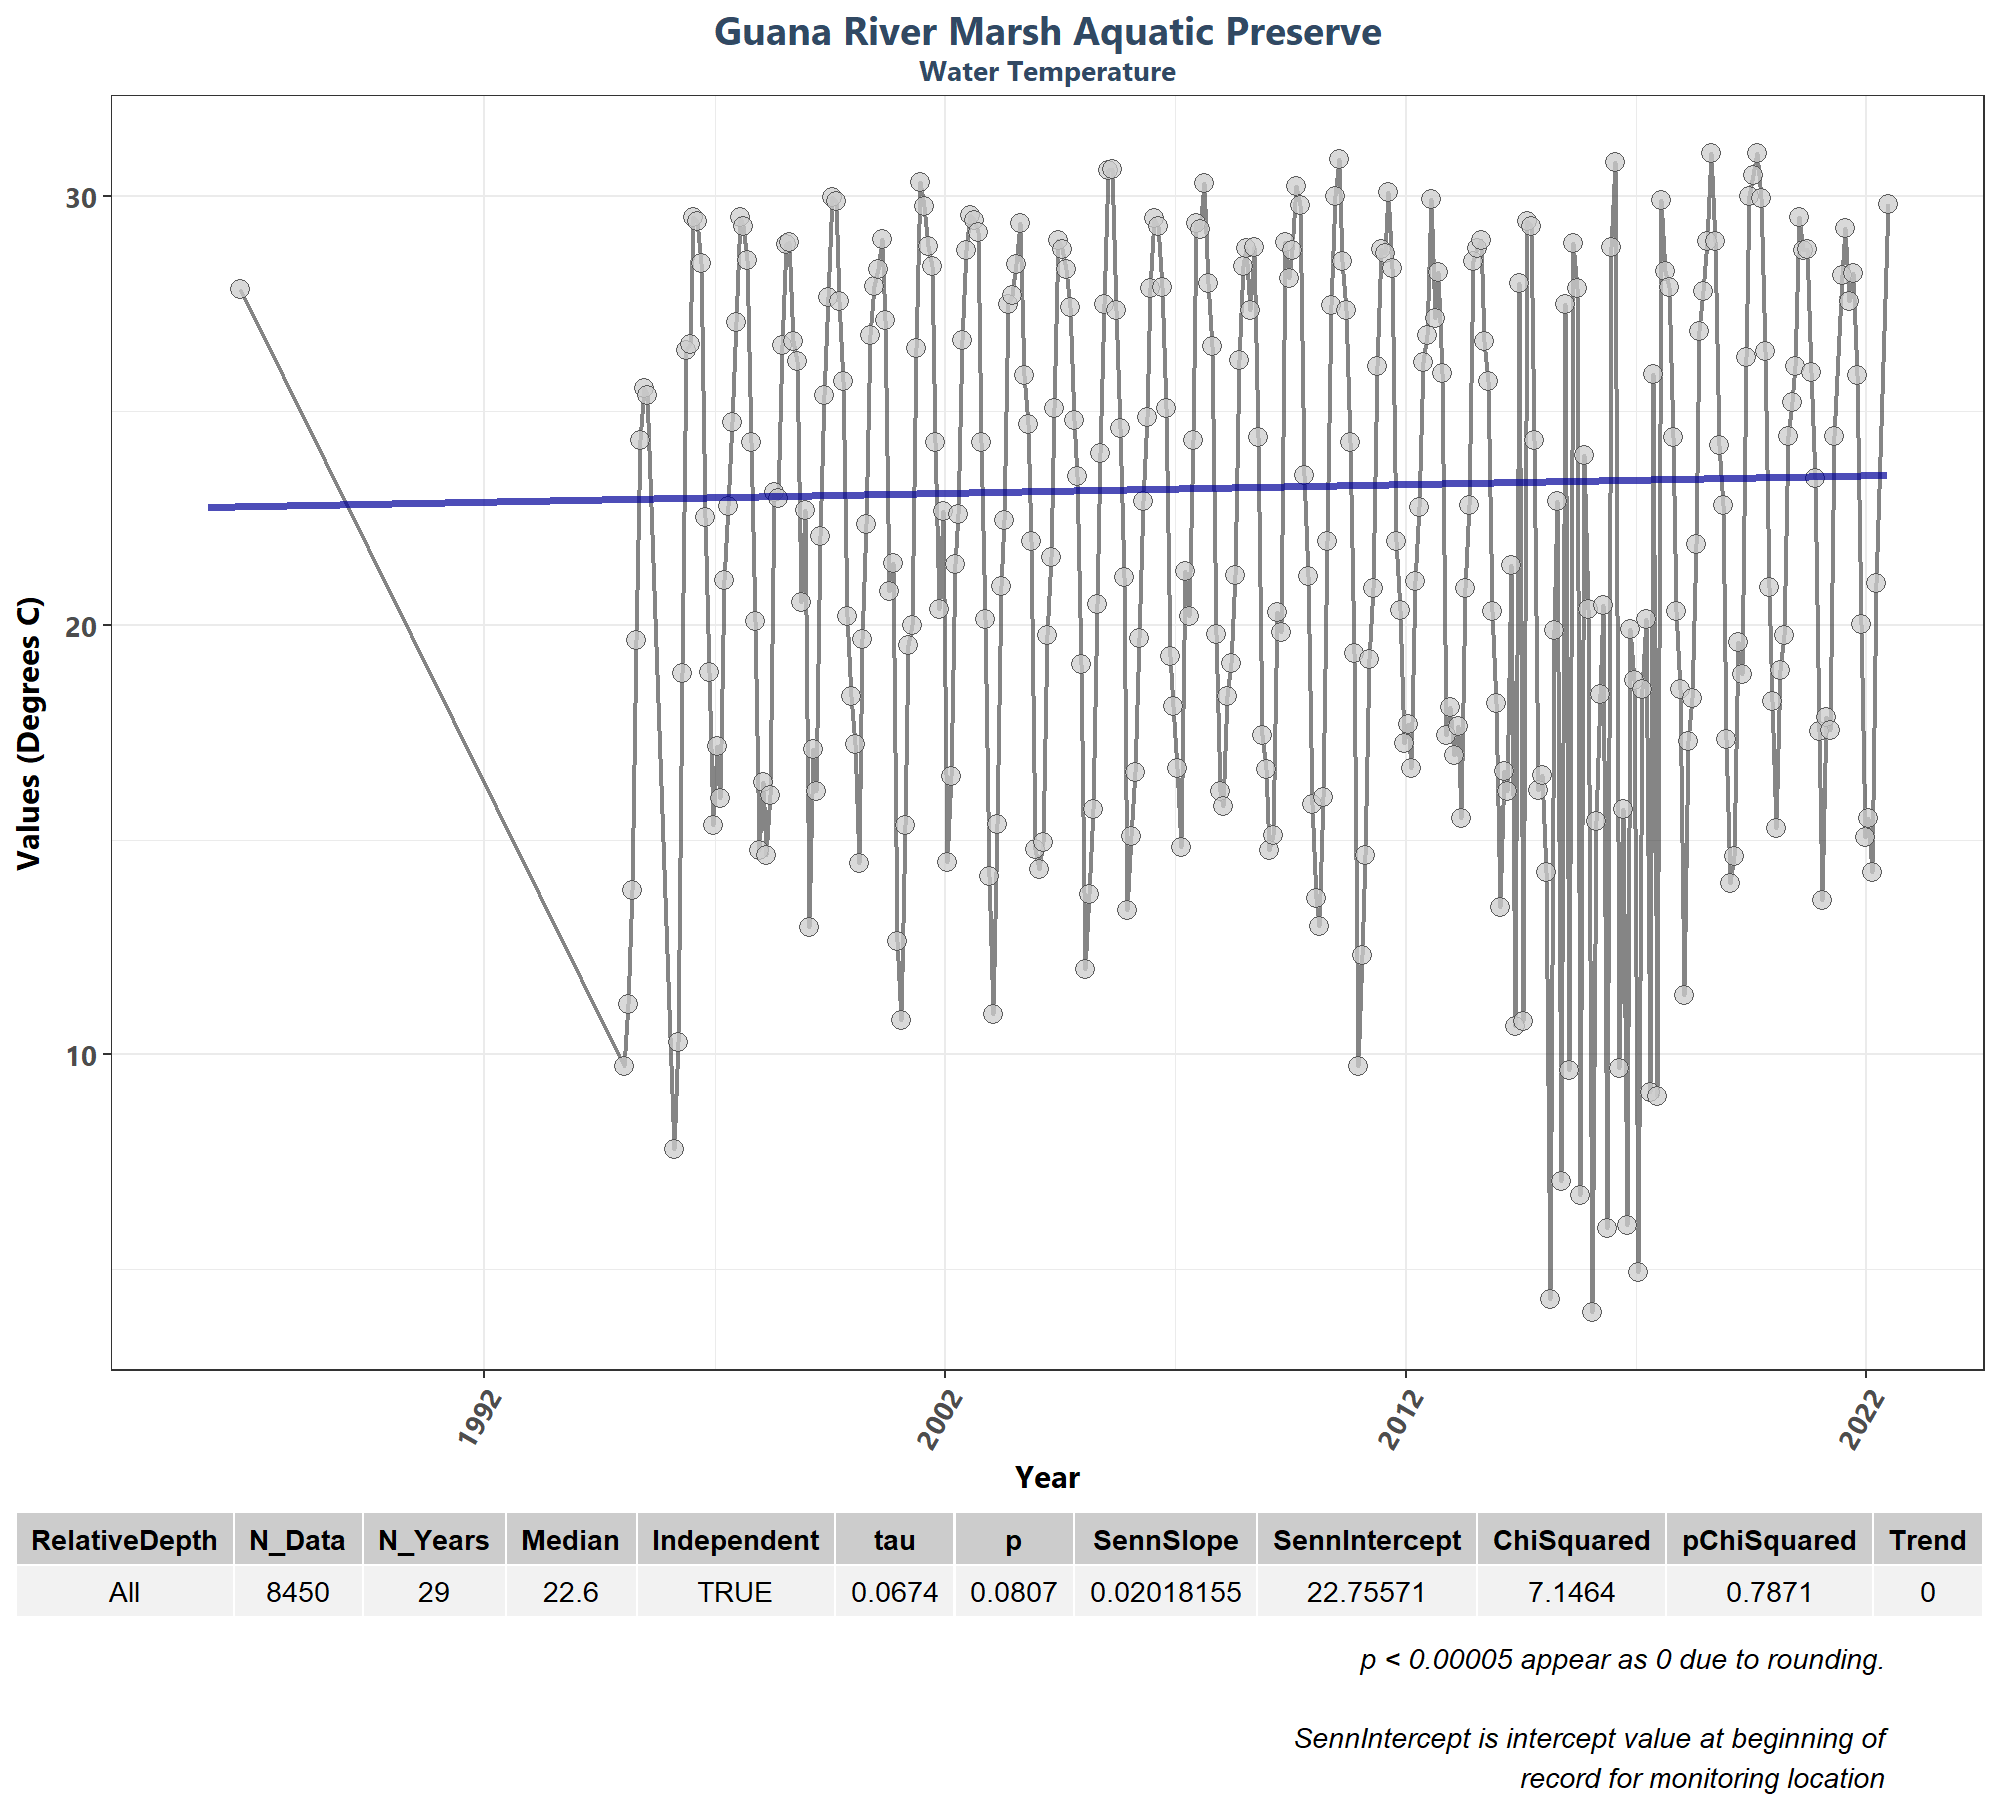 Guana River Marsh Aquatic Preserve
Water Temperature
Values (Degrees C)
30
20
10
1992
2002
2012
2022
Year
RelativeDepth N_Data N_Years Median Independent tau p SennSlope SennIntercept ChiSquared pChiSquared Trend
All 8450 29 22.6 TRUE 0.0674 0.0807 0.02018155 22.75571 7.1464 0.7871 0
p < 0.00005 appear as 0 due to rounding.
SennIntercept is intercept value at beginning of
record for monitoring location